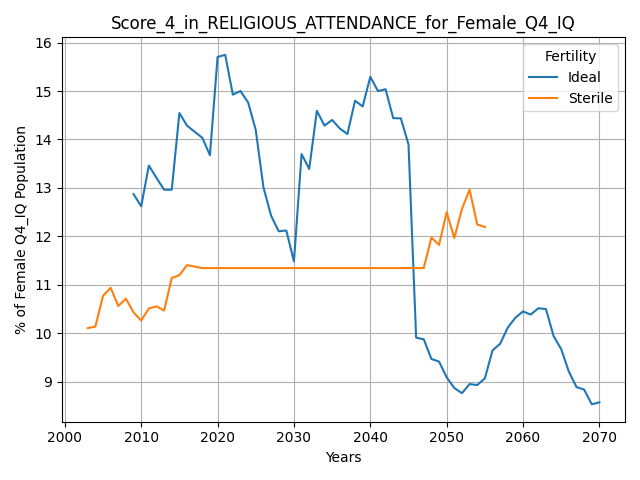 Score_4_in_RELIGIOUS_ATTENDANCE_for_Female_Q4_IQ
Fertility
Ideal
Sterile
% of Female Q4_IQ Population
16
15
14
13
12
11
10
9
2000 2010 2020 2030 2040 2050 2060 2070
Years